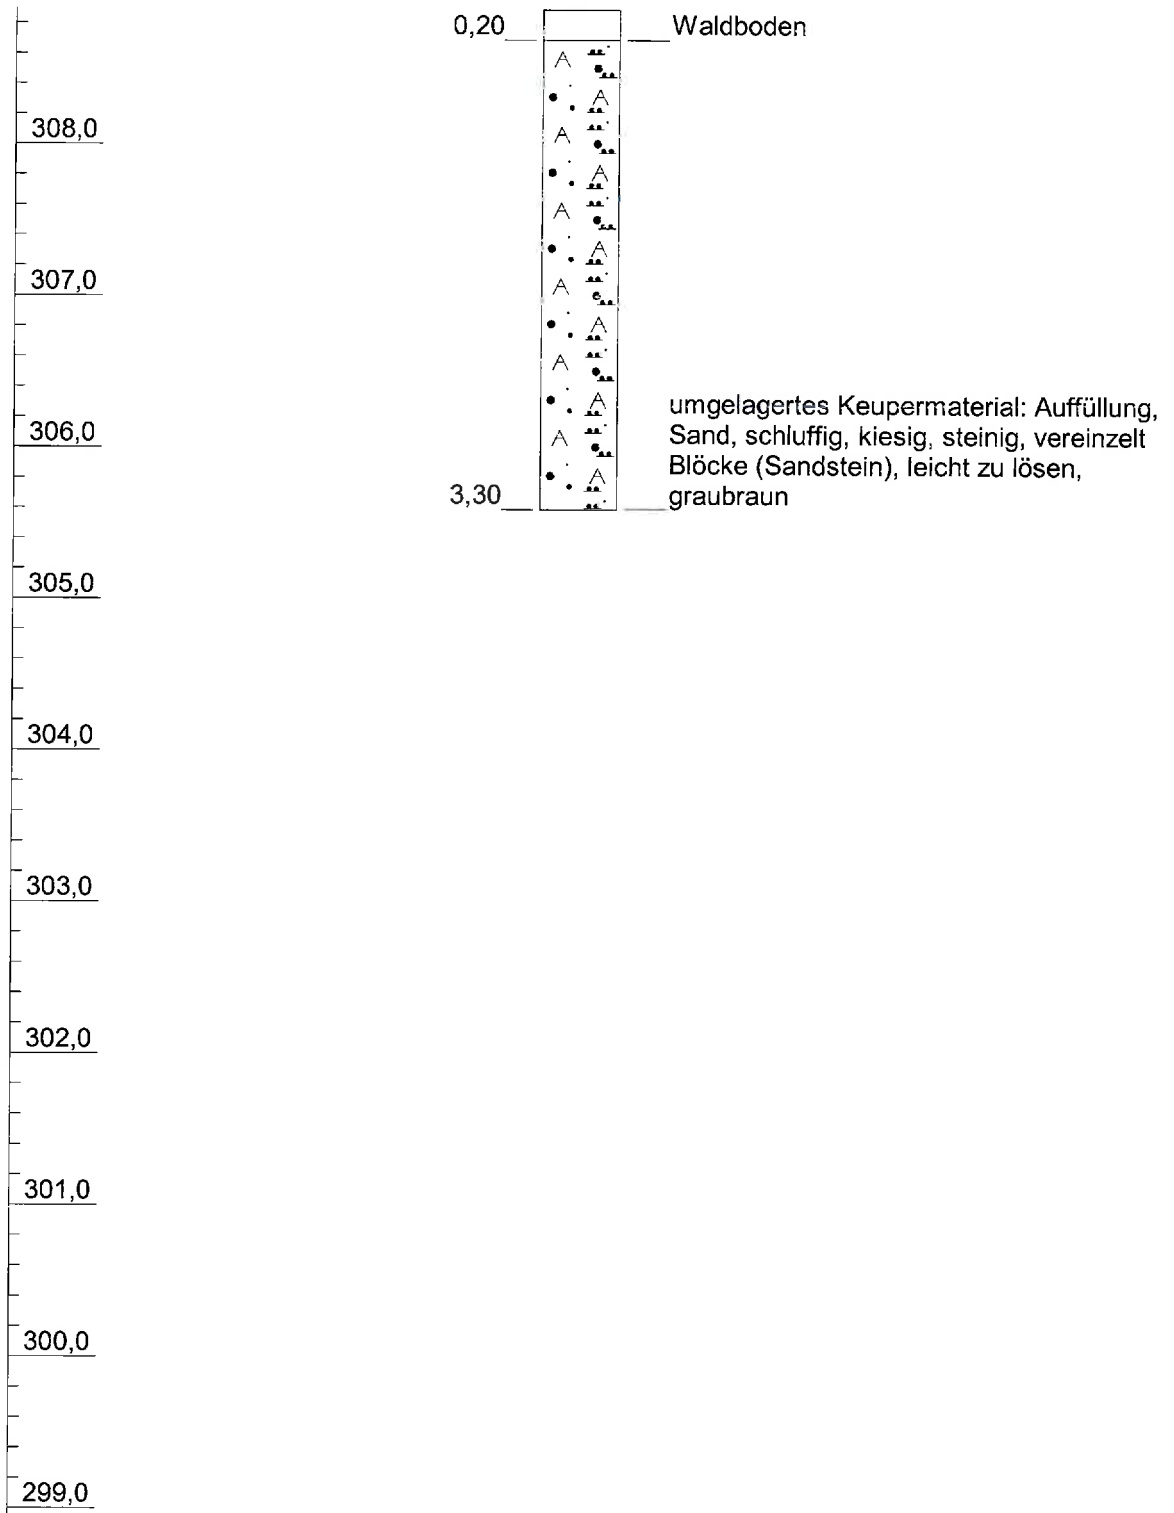 0,20 Waldboden
308,0
307,0
umgelagertes Keupermaterial: Auffüllung,
306,0 Sand, schluffig, kiesig, steinig, vereinzelt
Blöcke (Sandstein), leicht zu lösen,
3,30 graubraun
305,0
304,0
303,0
302,0
301,0
300,0
299,0